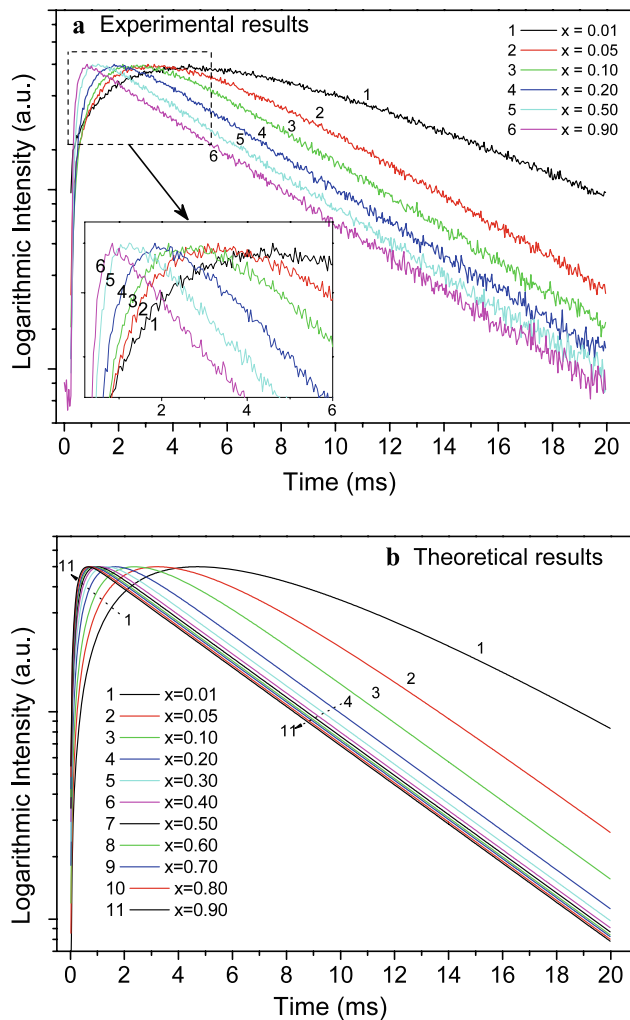 a Experimental results
1 x = 0.01
2 x = 0.05
3 x = 0.10
4 x = 0.20
5 x = 0.50
6 x = 0.90
1
2
3
4
5
6
Logarithmic Intensity (a.u.)
6
5
4
3
2
1
2 4 6
0 2 4 6 8 10 12 14 16 18 20
Time (ms)
b Theoretical results
11
1
1
2
3
4
11
Logarithmic Intensity (a.u.)
1 x=0.01
2 x=0.05
3 x=0.10
4 x=0.20
5 x=0.30
6 x=0.40
7 x=0.50
8 x=0.60
9 x=0.70
10 x=0.80
11 x=0.90
0 2 4 6 8 10 12 14 16 18 20
Time (ms)